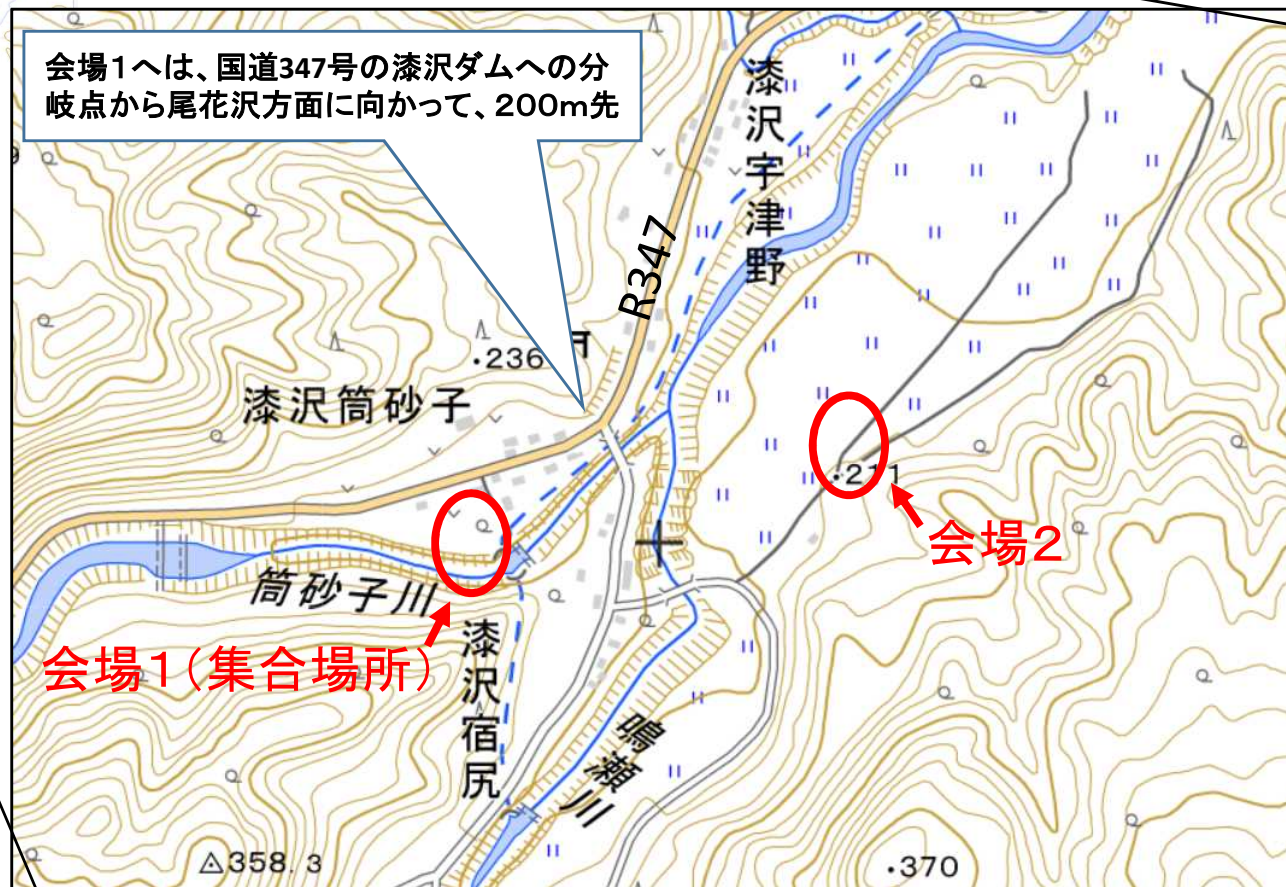 会場1へは、国道347号の漆沢ダムへの分
岐点から尾花沢方面に向かって、200m先
漆沢宇津野
R347
・236
漆沢筒砂子
・211
会場2
筒砂子川
会場1(集合場所)
漆沢宿尻
鳴瀬川
358.3
・370